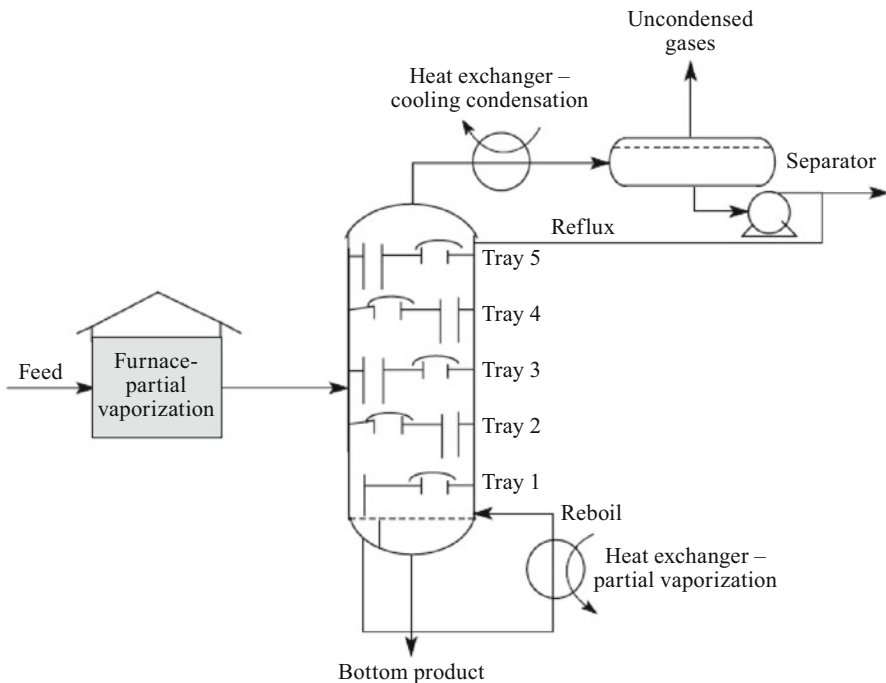 Uncondensed
gases
Heat exchanger –
cooling condensation
Separator
Reflux
Tray 5
Tray 4
Feed
Furnace-
partial
vaporization
Tray 3
Tray 2
Tray 1
Reboil
Heat exchanger –
partial vaporization
Bottom product